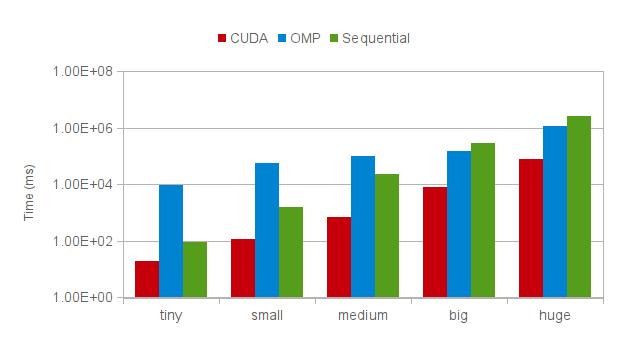 CUDA OMP Sequential
1.00E+08
1.00E+06
1.00E+04
1.00E+02
1.00E+00
Time (ms)
tiny small medium big huge